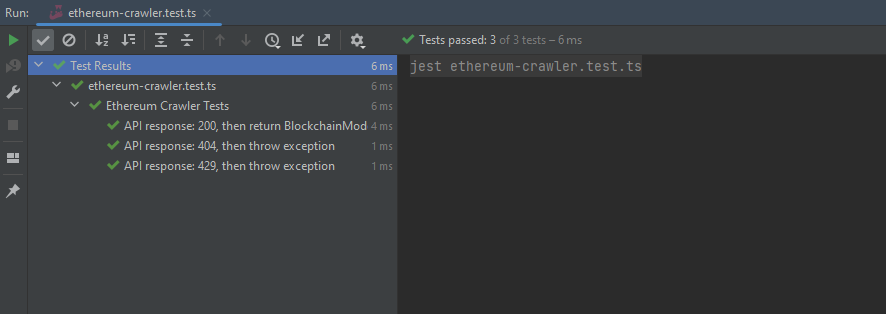 Run: ethereum-crawler.test.ts ×
Tests passed: 3 of 3 tests – 6 ms
Test Results 6 ms
ethereum-crawler.test.ts 6 ms
Ethereum Crawler Tests 6 ms
API response: 200, then return BlockchainMod 4 ms
API response: 404, then throw exception 1 ms
API response: 429, then throw exception 1 ms
jest ethereum-crawler.test.ts